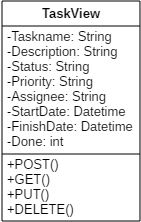 TaskView
-Taskname: String
-Description: String
-Status: String
-Priority: String
-Assignee: String
-StartDate: Datetime
-FinishDate: Datetime
-Done: int
+POST()
+GET()
+PUT()
+DELETE()